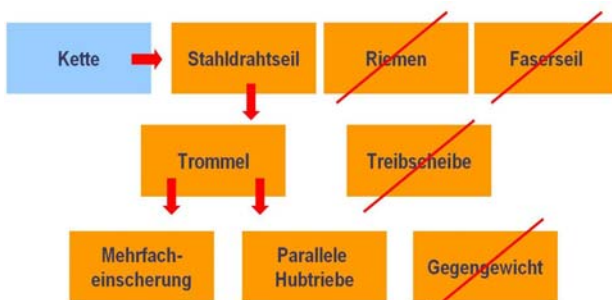 Kette Stahldrahtseil Riemen Faserseil
Trommel Treibscheibe
Mehrfach-
einscherung
Parallele
Hubtriebe
Gegengewicht